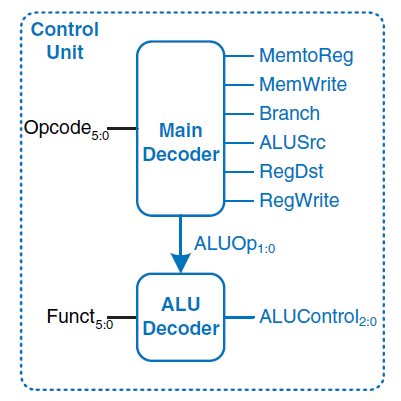 Control
Unit
MemtoReg
MemWrite
Opcode5:0
Main
Decoder
Branch
ALUSrc
RegDst
RegWrite
ALUOp1:0
Funct5:0
ALU
Decoder
ALUControl2:0